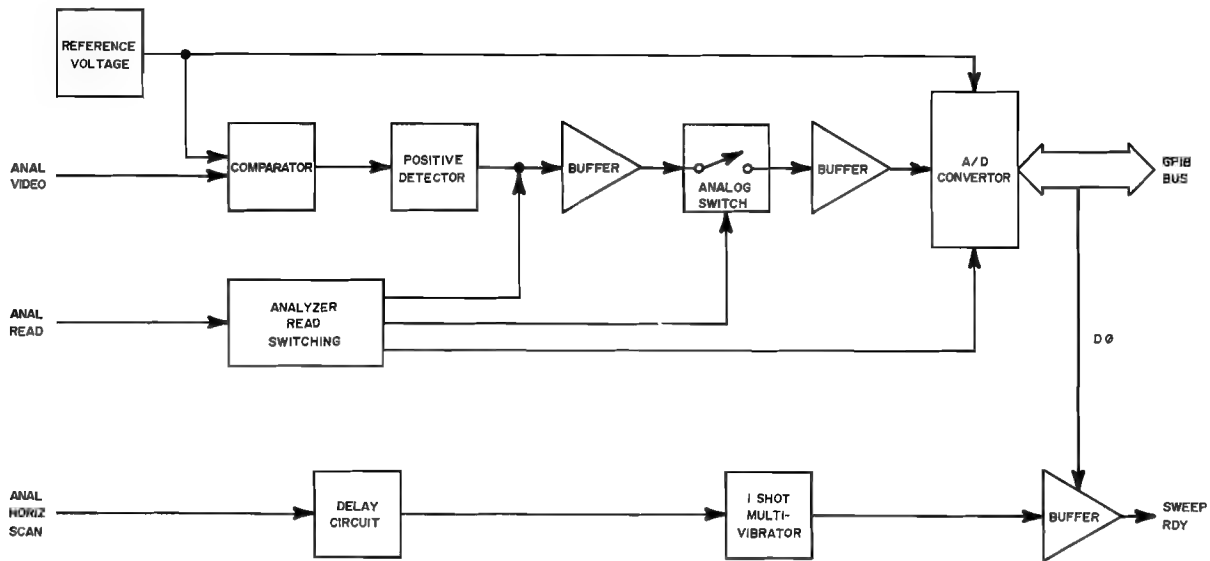 REFERENCE
VOLTAGE
ANAL
VIDEO
COMPARATOR
POSITIVE
DETECTOR
BUFFER
ANALOG
SWITCH
BUFFER
A/D
CONVERTOR
GPIB
BUS
ANAL
READ
ANALYZER
READ
SWITCHING
DØ
ANAL
HORIZ
SCAN
DELAY
CIRCUIT
1 SHOT
MULTI-
VIBRATOR
BUFFER
SWEEP
RDY